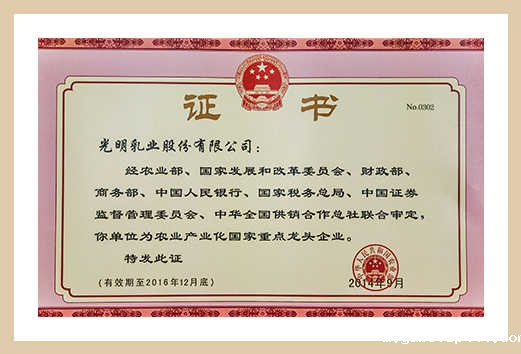 证书
No.0302
光明乳业股份有限公司：
经农业部、国家发展和改革委员会、财政部、
商务部、中国人民银行、国家税务总局、中国证券
监督管理委员会、中华全国供销合作总社联合审定，
你单位为农业产业化国家重点龙头企业。
特发此证
(有效期至2016年12月底)
2014年9月